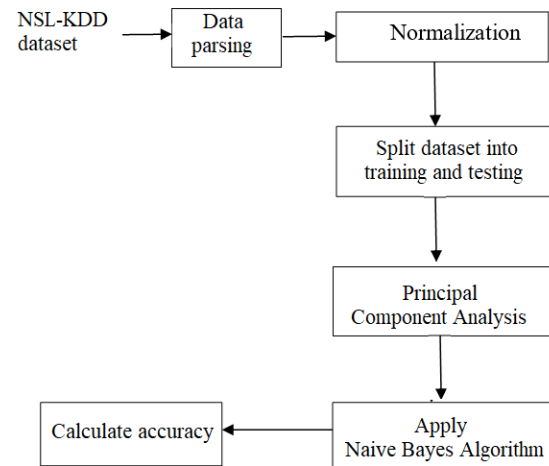 NSL-KDD
dataset
Data
parsing
Normalization
Split dataset into
training and testing
Principal
Component Analysis
Apply
Naive Bayes Algorithm
Calculate accuracy